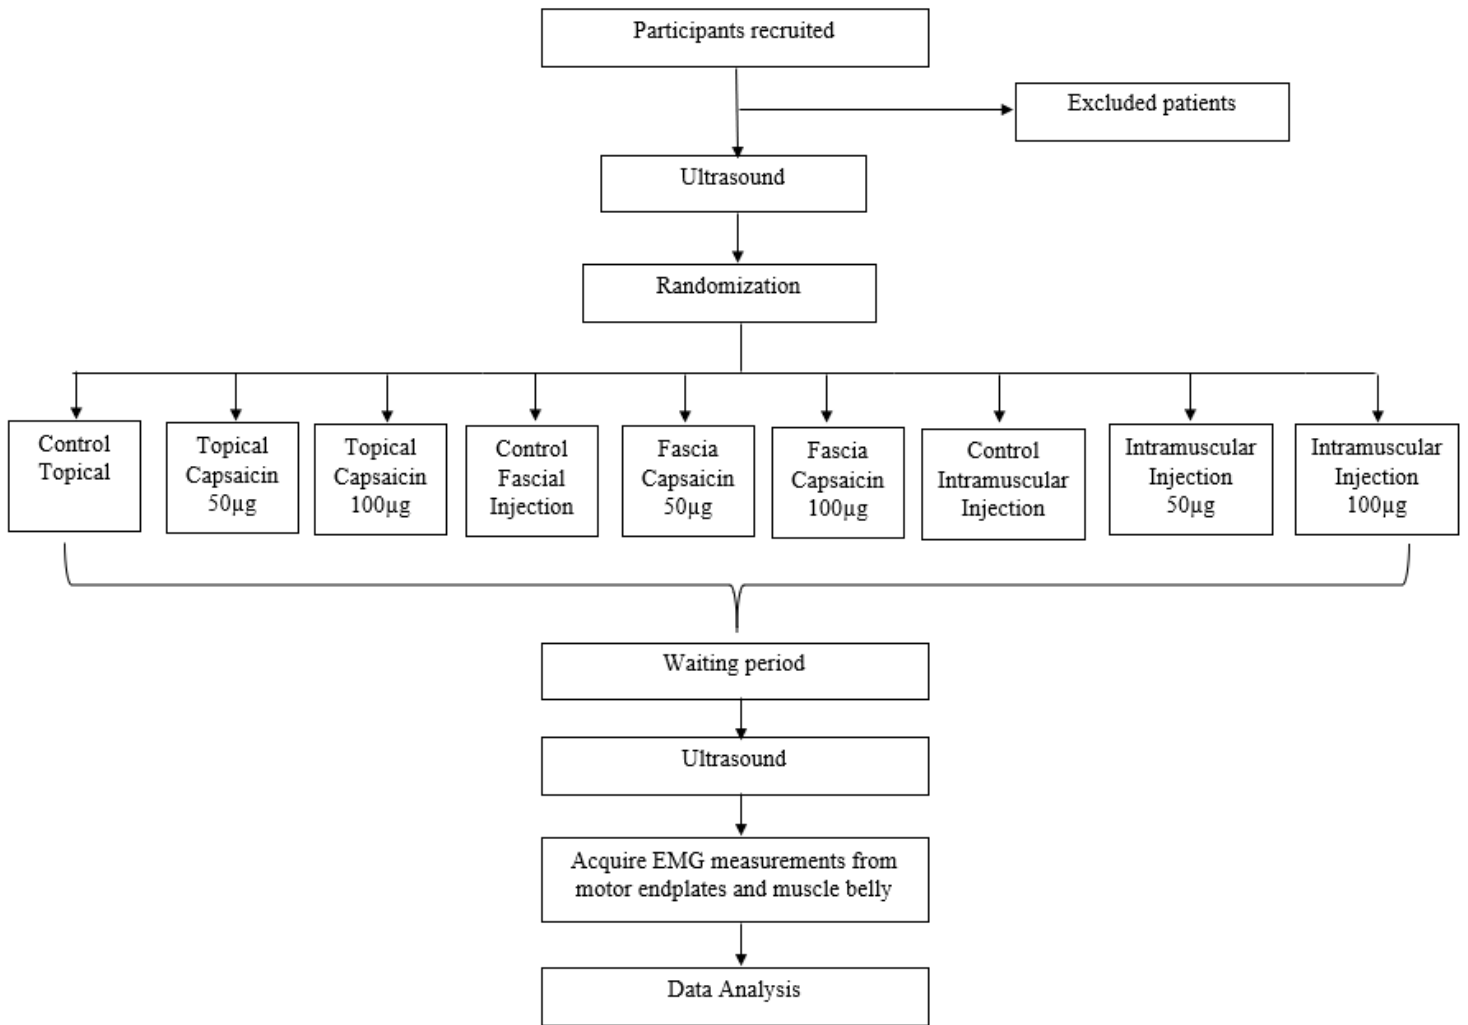 Participants recruited
Excluded patients
Ultrasound
Randomization
Control
Topical
Topical
Capsaicin
50µg
Topical
Capsaicin
100µg
Control
Fascial
Injection
Fascia
Capsaicin
50µg
Fascia
Capsaicin
100µg
Control
Intramuscular
Injection
Intramuscular
Injection
50µg
Intramuscular
Injection
100µg
Waiting period
Ultrasound
Acquire EMG measurements from
motor endplates and muscle belly
Data Analysis